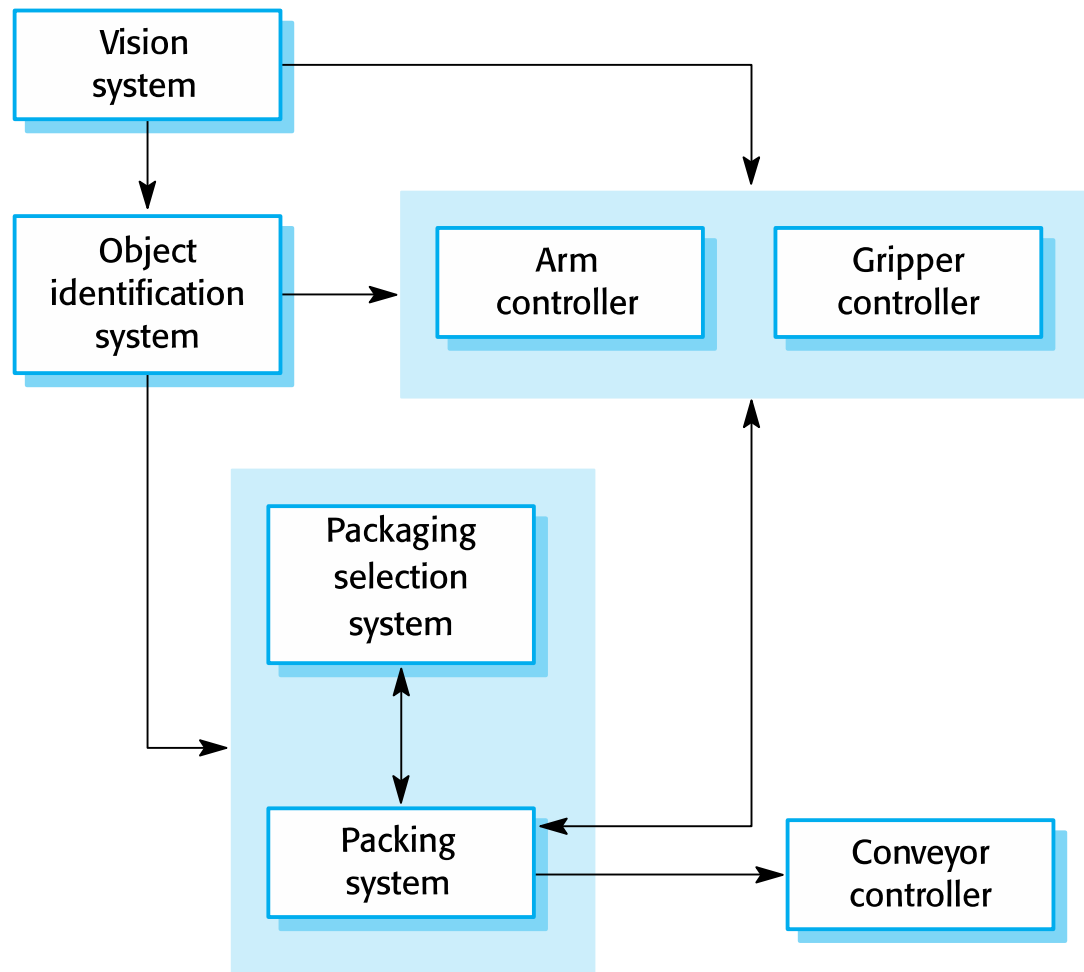 Vision
system
Object
identification
system
Arm
controller
Gripper
controller
Packaging
selection
system
Packing
system
Conveyor
controller